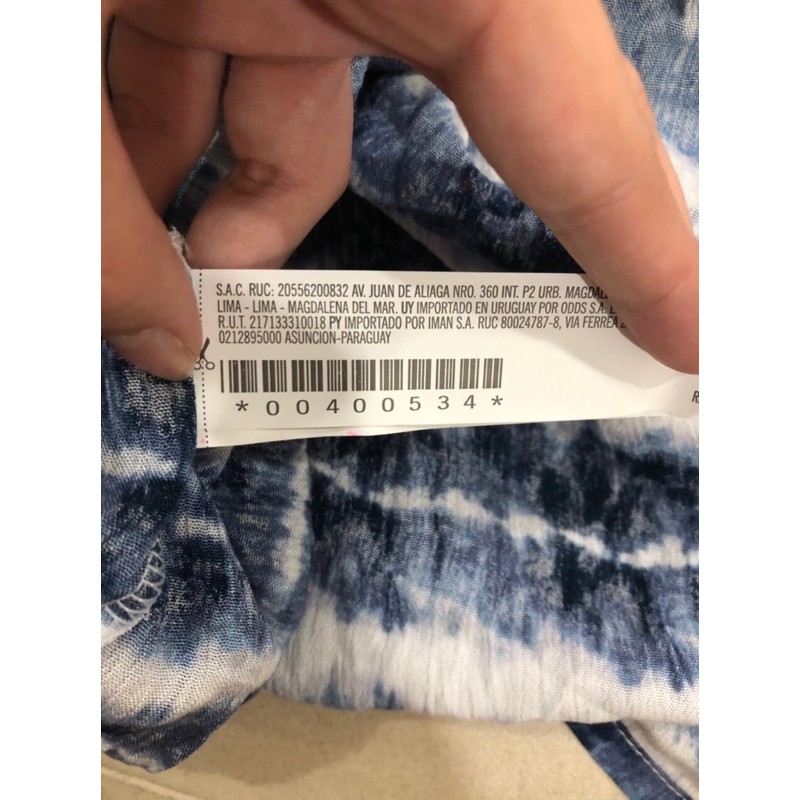 S.A.C. RUC: 20556200832 AV. JUAN DE ALIAGA NRO. 360 INT. P2 URB.
LIMA - LIMA - MAGDALENA DEL MAR. UY IMPORTADO EN URUGUAY POR ODDS S.A.
R.U.T. 217133310018 PY IMPORTADO POR IMAN S.A. RUC 80024787-8, VIA FERREA
0212895000 ASUNCION-PARAGUAY
*00400534*